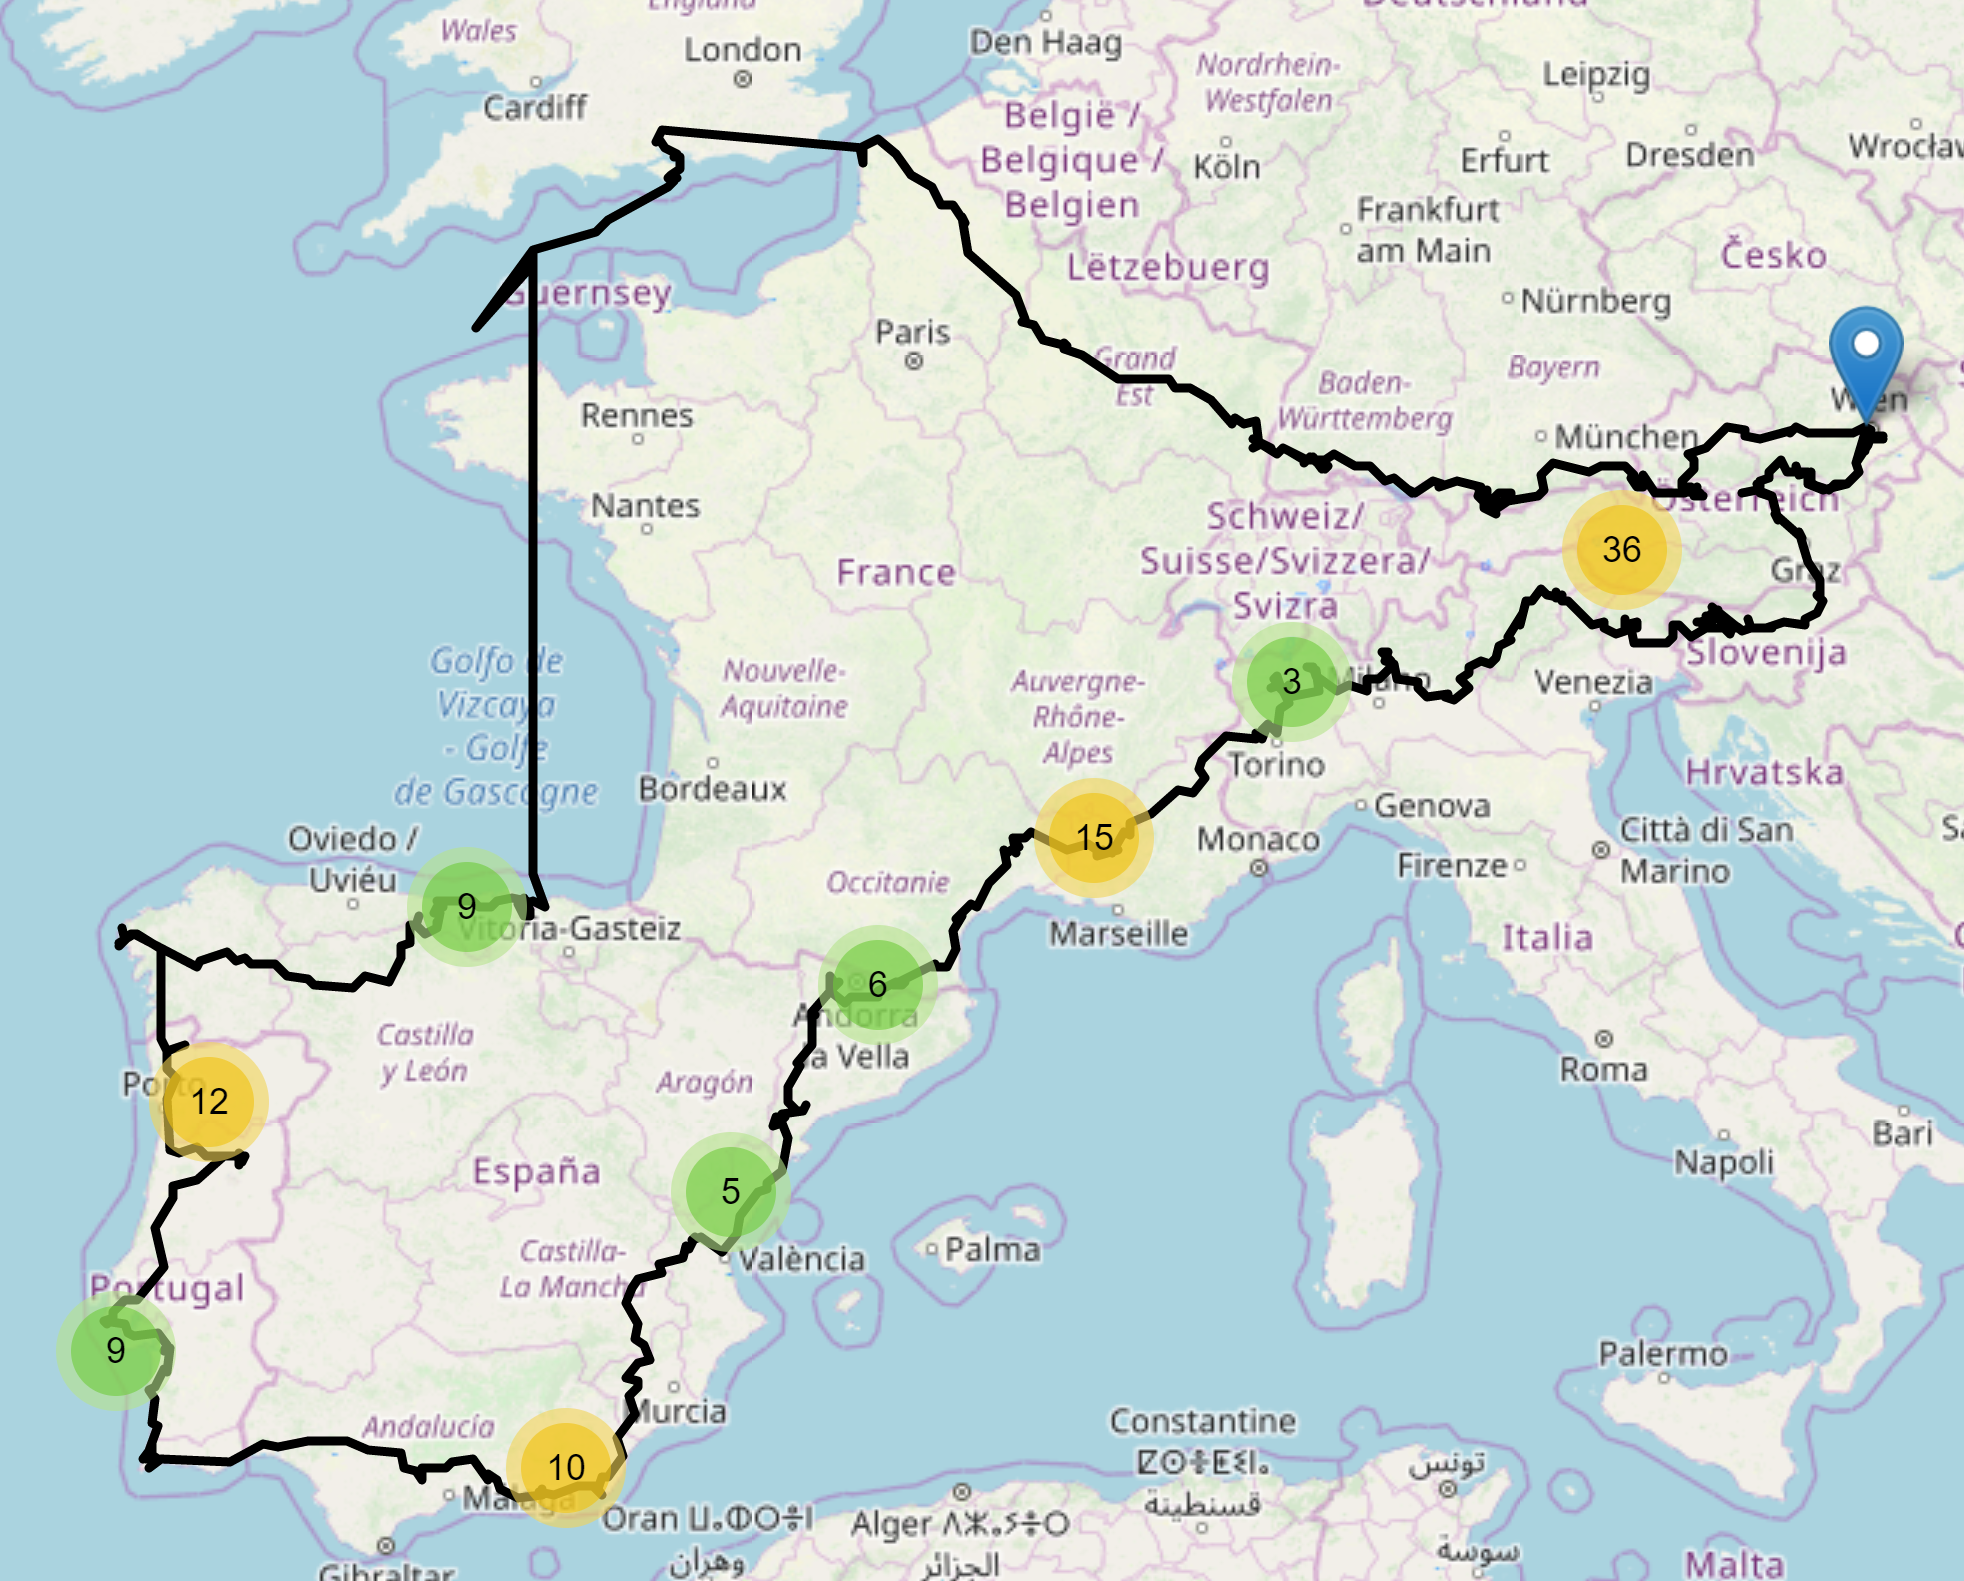 England
Deutschland
Wales
London
Den Haag
Nordrhein-
Westfalen
Leipzig
Cardiff
België /
Belgique /
Belgien
Köln
Erfurt
Dresden
Wrocław
Frankfurt
am Main
Lëtzebuerg
Česko
Guernsey
Nürnberg
Paris
Grand
Est
Baden-
Württemberg
Bayern
Wien
Rennes
München
Nantes
Schweiz/
Suisse/Svizzera/
Svizra
Österreich
36
France
Graz
Golfo de
Vizcaya
- Golfe
de Gascogne
Nouvelle-
Aquitaine
Auvergne-
Rhône-
Alpes
3
Milano
Venezia
Slovenija
Torino
Hrvatska
Bordeaux
15
Genova
Monaco
Oviedo /
Uviéu
Città di San
Marino
Firenze
Occitanie
9
Vitoria-Gasteiz
Marseille
Italia
6
Andorra
la Vella
Castilla
y León
Aragón
Roma
Porto
12
Bari
Napoli
España
5
Castilla-
La Mancha
València
Palma
Portugal
9
Palermo
Murcia
Andalucía
10
Málaga
Constantine
ⵇⵙⵏⵟⵉⵏⴰ
قسنطينة
تونس
Oran ⵡⴰⵀⵔⴰⵏ
وهران
Alger
الجزائر
سوسة
Gibraltar
Malta